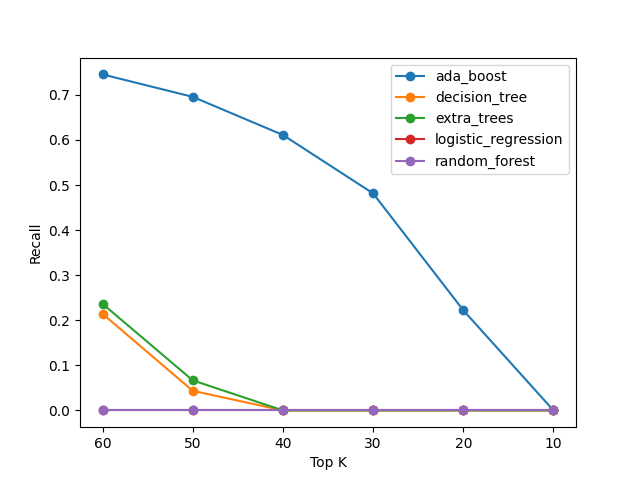 ada_boost
decision_tree
extra_trees
logistic_regression
random_forest
0.7
0.6
0.5
0.4
0.3
0.2
0.1
0.0
Recall
60 50 40 30 20 10
Top K